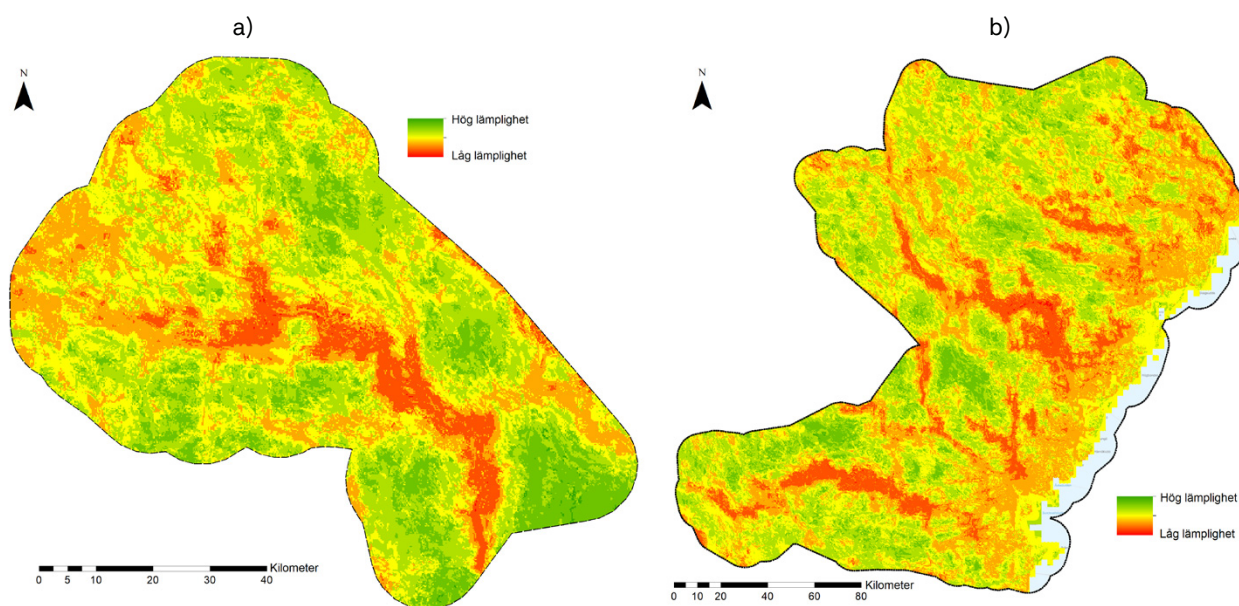 a)
b)
N
Hög lämplighet
Låg lämplighet
Kilometer
0 5 10 20 30 40
N
Hög lämplighet
Låg lämplighet
Kilometer
0 10 20 40 60 80